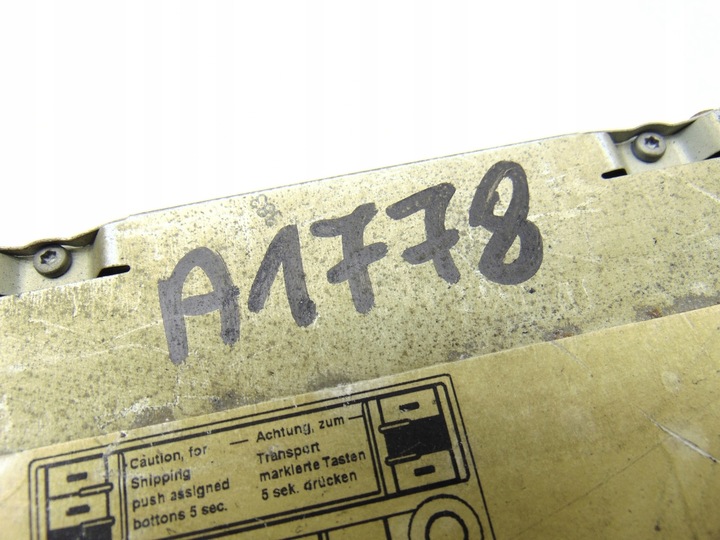 A1778
Caution, for
Shipping
push assigned
bottons 5 sec.
— Achtung, zum
Transport
markierte Tasten
5 sek. drücken